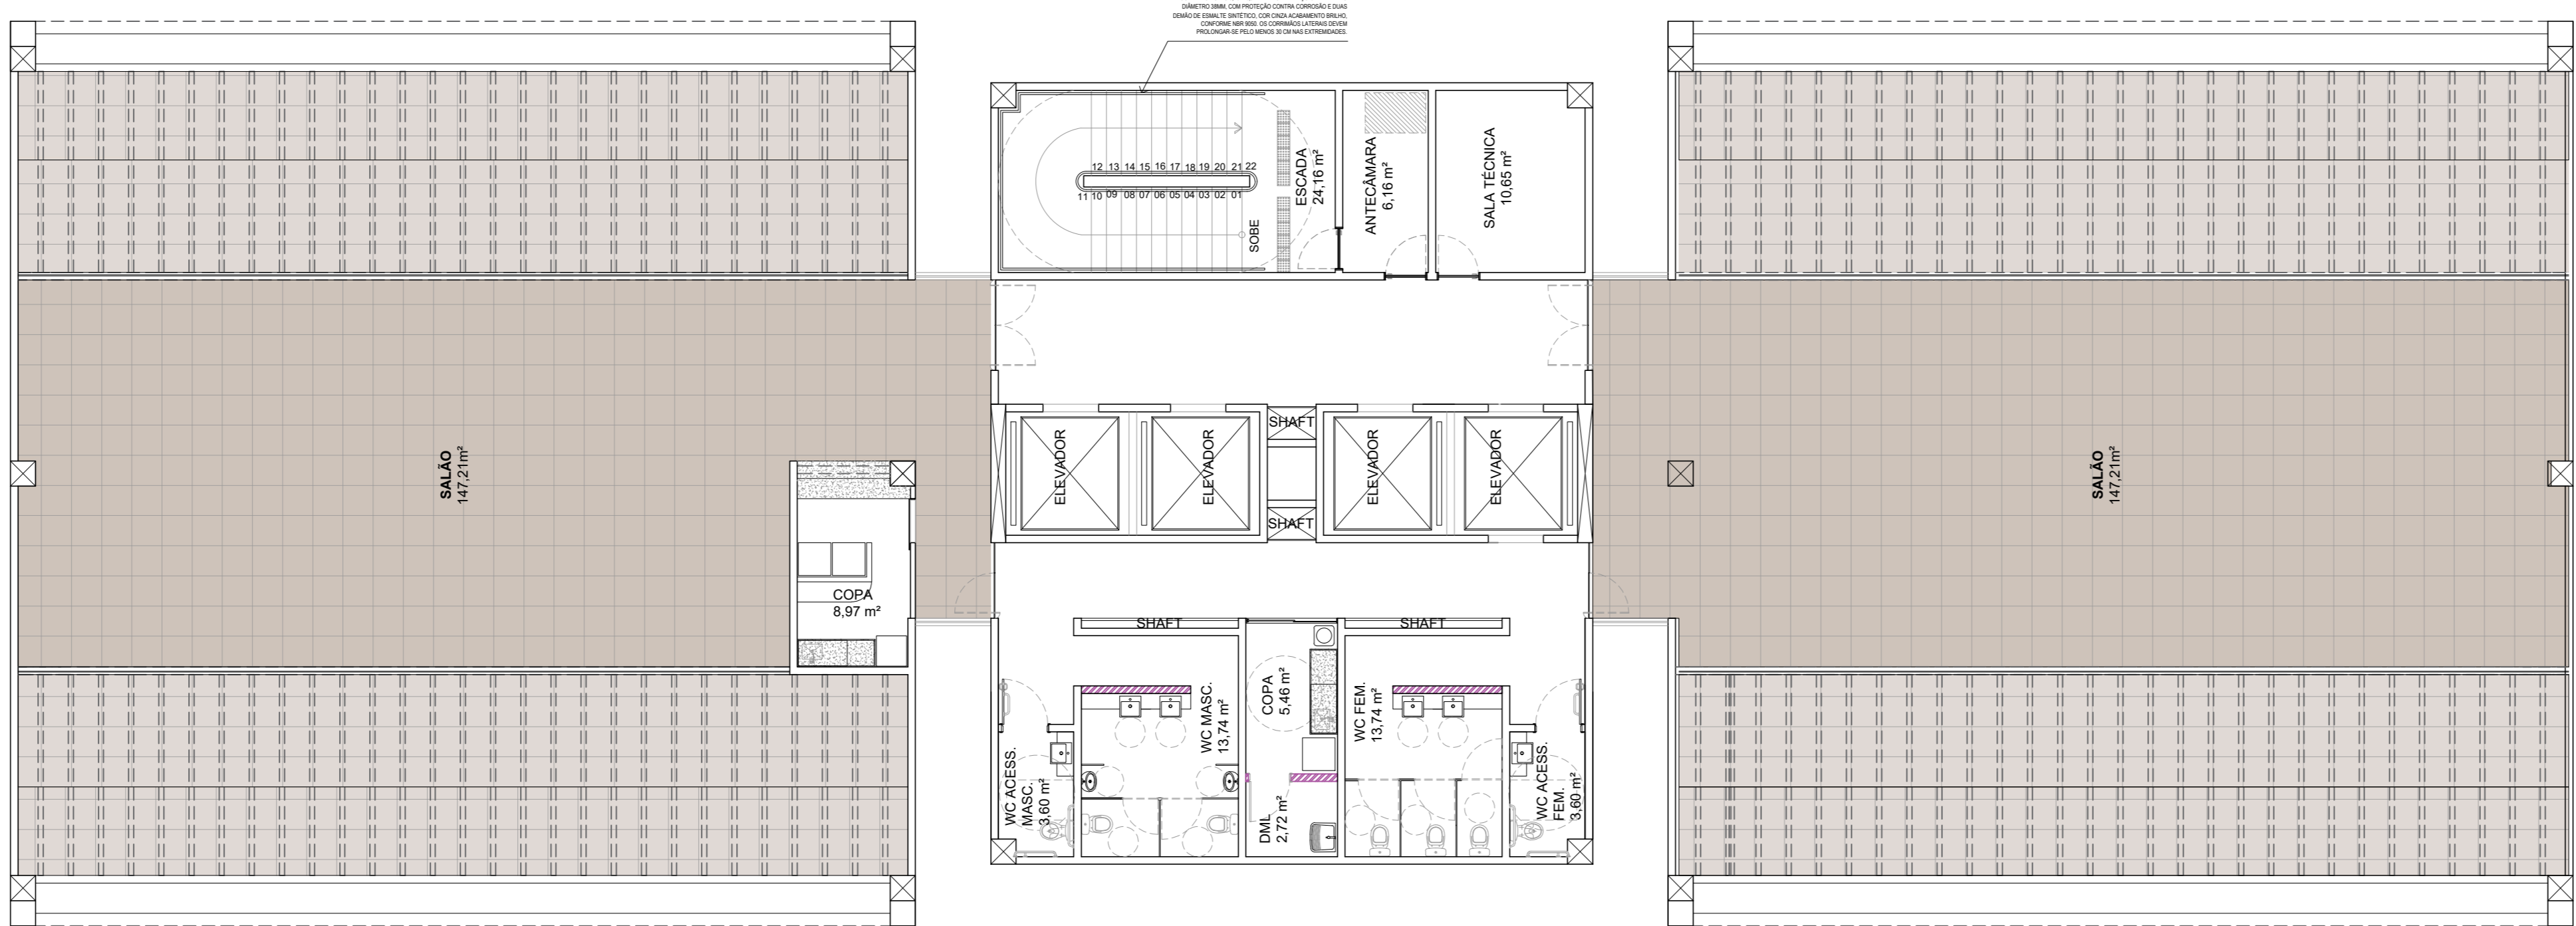 DIÂMETRO 38MM, COM PROTEÇÃO CONTRA CORROSÃO E DUAS
DEMÃO DE ESMALTE SINTÉTICO, COR CINZA ACABAMENTO BRILHO,
CONFORME NBR 9050. OS CORRIMÃOS LATERAIS DEVEM
PROLONGAR-SE PELO MENOS 30 CM NAS EXTREMIDADES.
12 13 14 15 16 17 18 19 20 21 22
11 10 09 08 07 06 05 04 03 02 01
SOBE
ESCADA
24,16 m²
ANTECÂMARA
6,16 m²
SALA TÉCNICA
10,65 m²
SALÃO
147,21m²
ELEVADOR
ELEVADOR
SHAFT
SHAFT
ELEVADOR
ELEVADOR
SALÃO
147,21m²
COPA
8,97 m²
SHAFT
SHAFT
WC ACESS.
MASC.
3,60 m²
WC MASC.
13,74 m²
COPA
5,46 m²
DML
2,72 m²
WC FEM.
13,74 m²
WC ACESS.
FEM.
3,60 m²